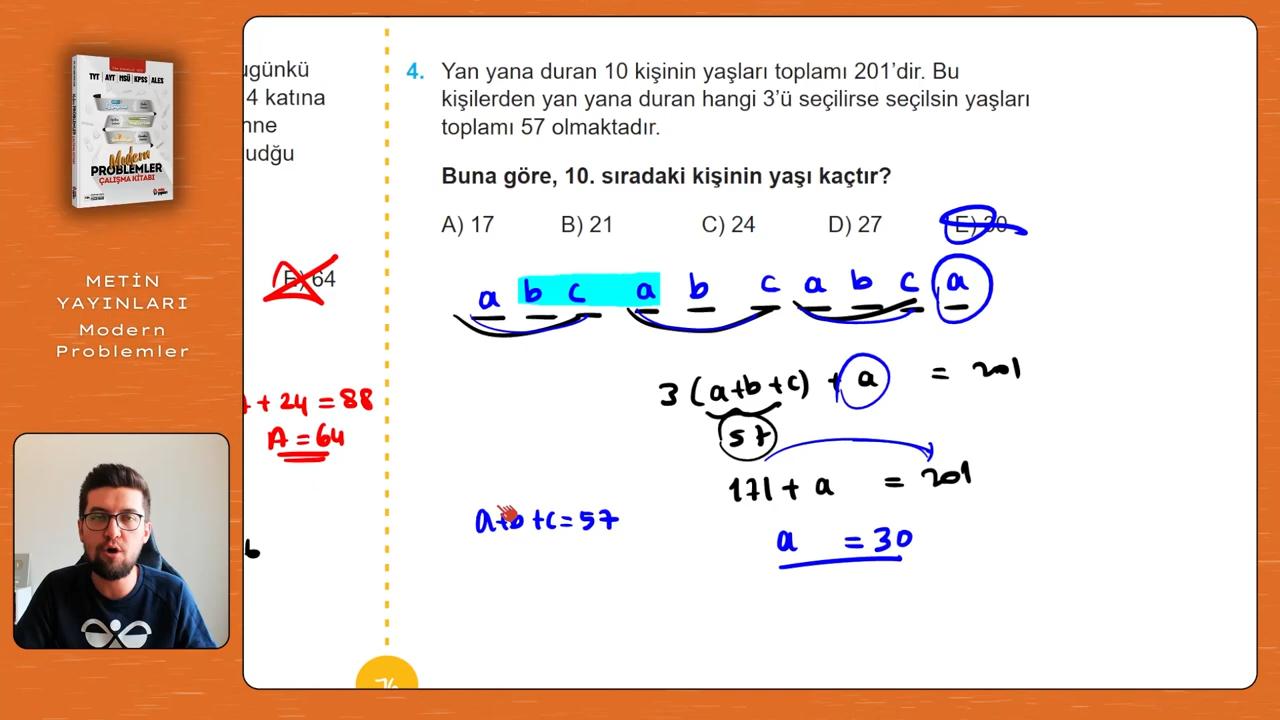 TYT | AYT | MSÜ | KPSS | ALES
Modern
PROBLEMLER
ÇALIŞMA KİTABI
METİN
YAYINLARI
Modern
Problemler
ugünkü
4 katına
nne
udğu
E) 64
+ 24 = 88
A = 64
b
4. Yan yana duran 10 kişinin yaşları toplamı 201'dir. Bu
kişilerden yan yana duran hangi 3'ü seçilirse seçilsin yaşları
toplamı 57 olmaktadır.
Buna göre, 10. sıradaki kişinin yaşı kaçtır?
A) 17 B) 21 C) 24 D) 27 E) 30
a b c a b c a b c a
3 (a+b+c) + a = 201
57
171 + a = 201
a+b+c=57
a = 30